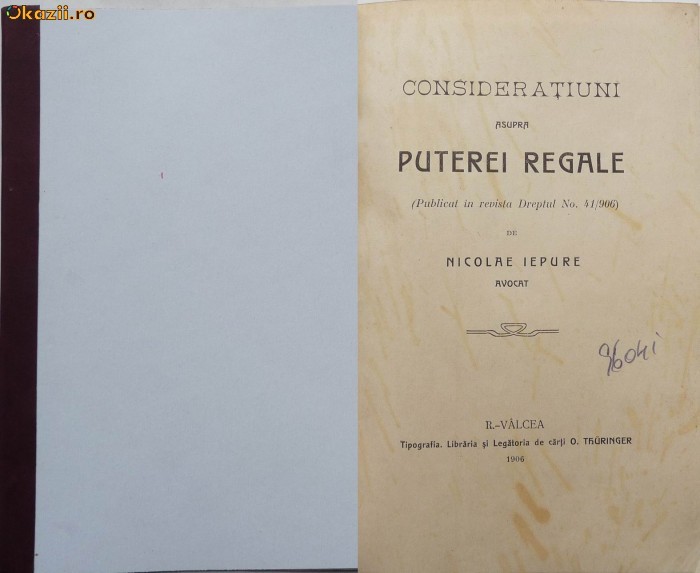 Okazii.ro
CONSIDERAȚIUNI
ASUPRA
PUTEREI REGALE
(Publicat in revista Dreptul No. 41/906)
DE
NICOLAE IEPURE
AVOCAT
R.-VÂLCEA
Tipografia. Librăria și Legătoria de cărți O. THÜRINGER
1906